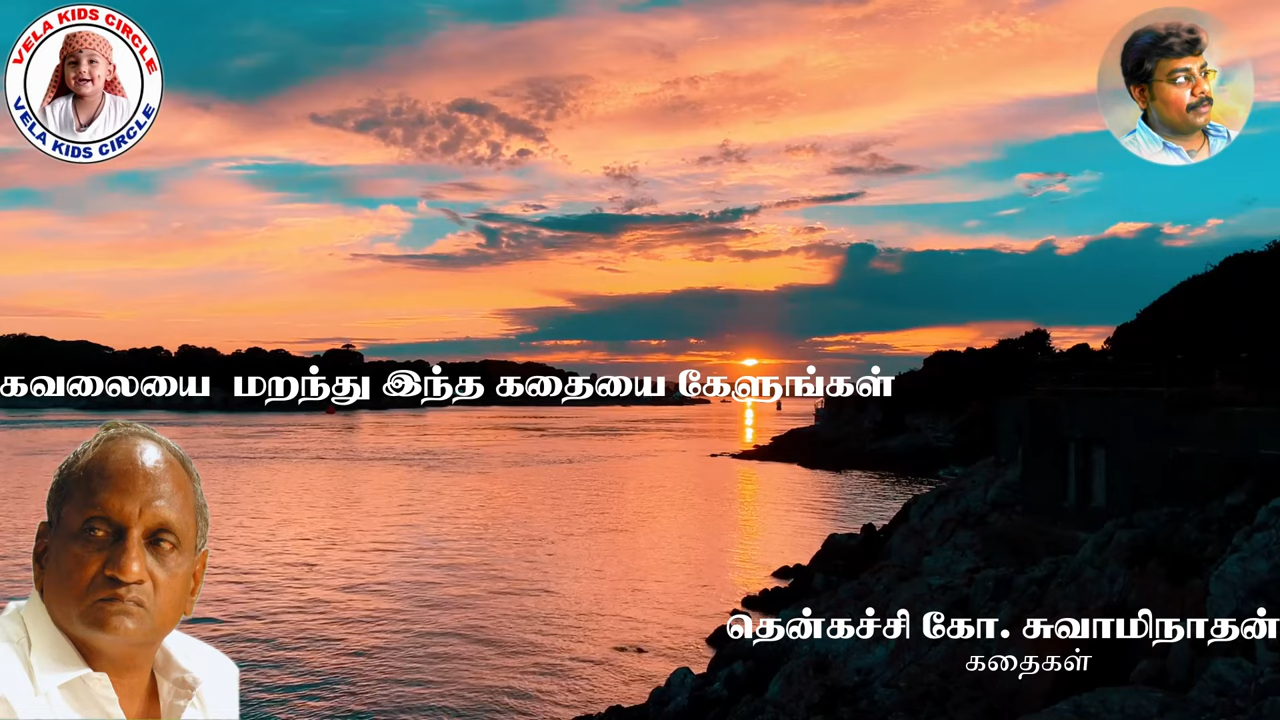 VELA KIDS CIRCLE
VELA KIDS CIRCLE
கவலையை மறந்து இந்த கதையை கேளுங்கள்
தென்கச்சி கோ. சுவாமிநாதன்
கதைகள்